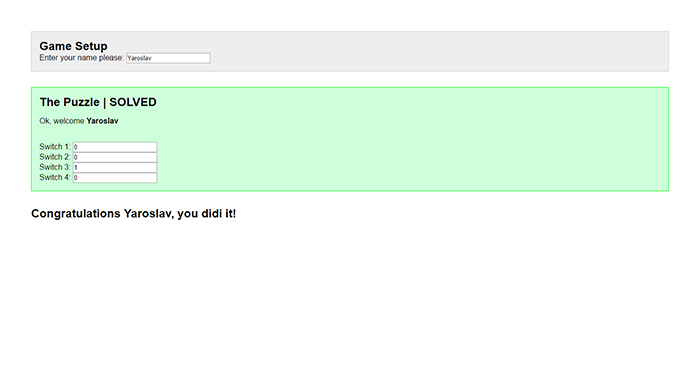 Game Setup
Enter your name please: Yaroslav
The Puzzle | SOLVED
Ok, welcome Yaroslav
Switch 1: 0
Switch 2: 0
Switch 3: 1
Switch 4: 0
Congratulations Yaroslav, you didi it!